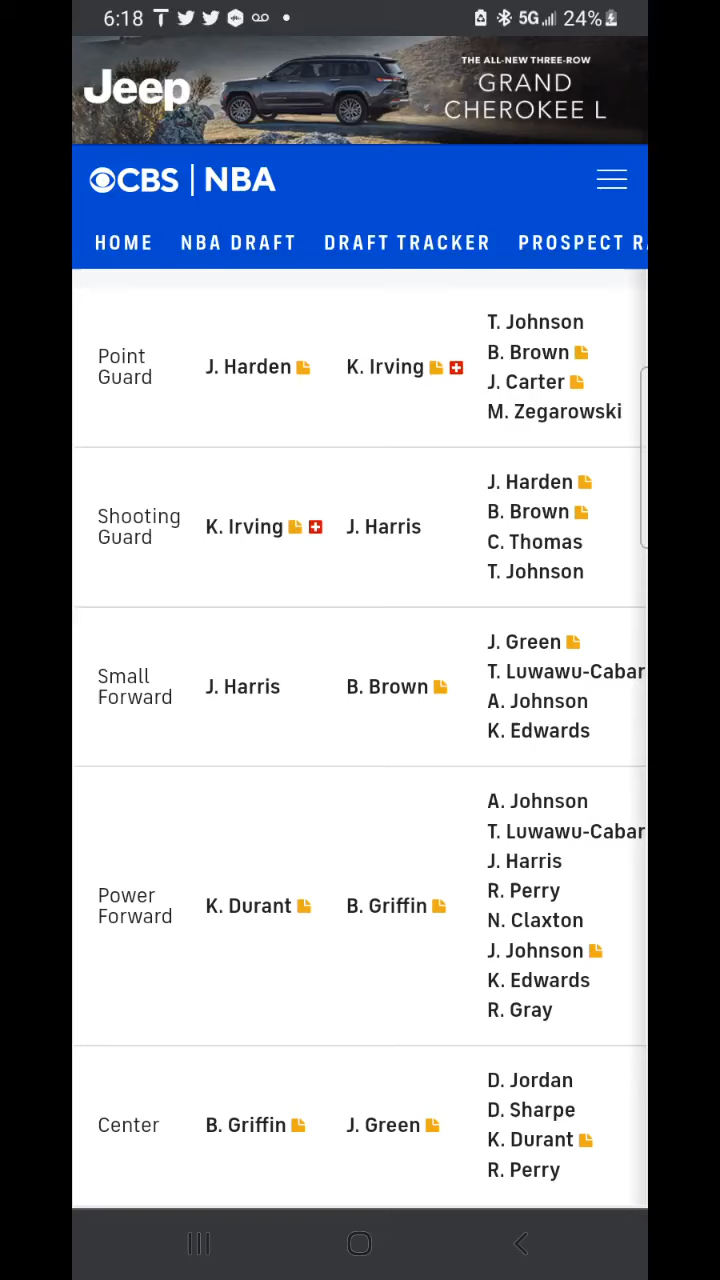 6:18
5G 24%
Jeep
THE ALL-NEW THREE-ROW
GRAND
CHEROKEE L
CBS | NBA
HOME NBA DRAFT DRAFT TRACKER PROSPECT RA
Point
Guard
J. Harden
K. Irving
T. Johnson
B. Brown
J. Carter
M. Zegarowski
Shooting
Guard
K. Irving
J. Harris
J. Harden
B. Brown
C. Thomas
T. Johnson
Small
Forward
J. Harris
B. Brown
J. Green
T. Luwawu-Cabar
A. Johnson
K. Edwards
Power
Forward
K. Durant
B. Griffin
A. Johnson
T. Luwawu-Cabar
J. Harris
R. Perry
N. Claxton
J. Johnson
K. Edwards
R. Gray
Center
B. Griffin
J. Green
D. Jordan
D. Sharpe
K. Durant
R. Perry